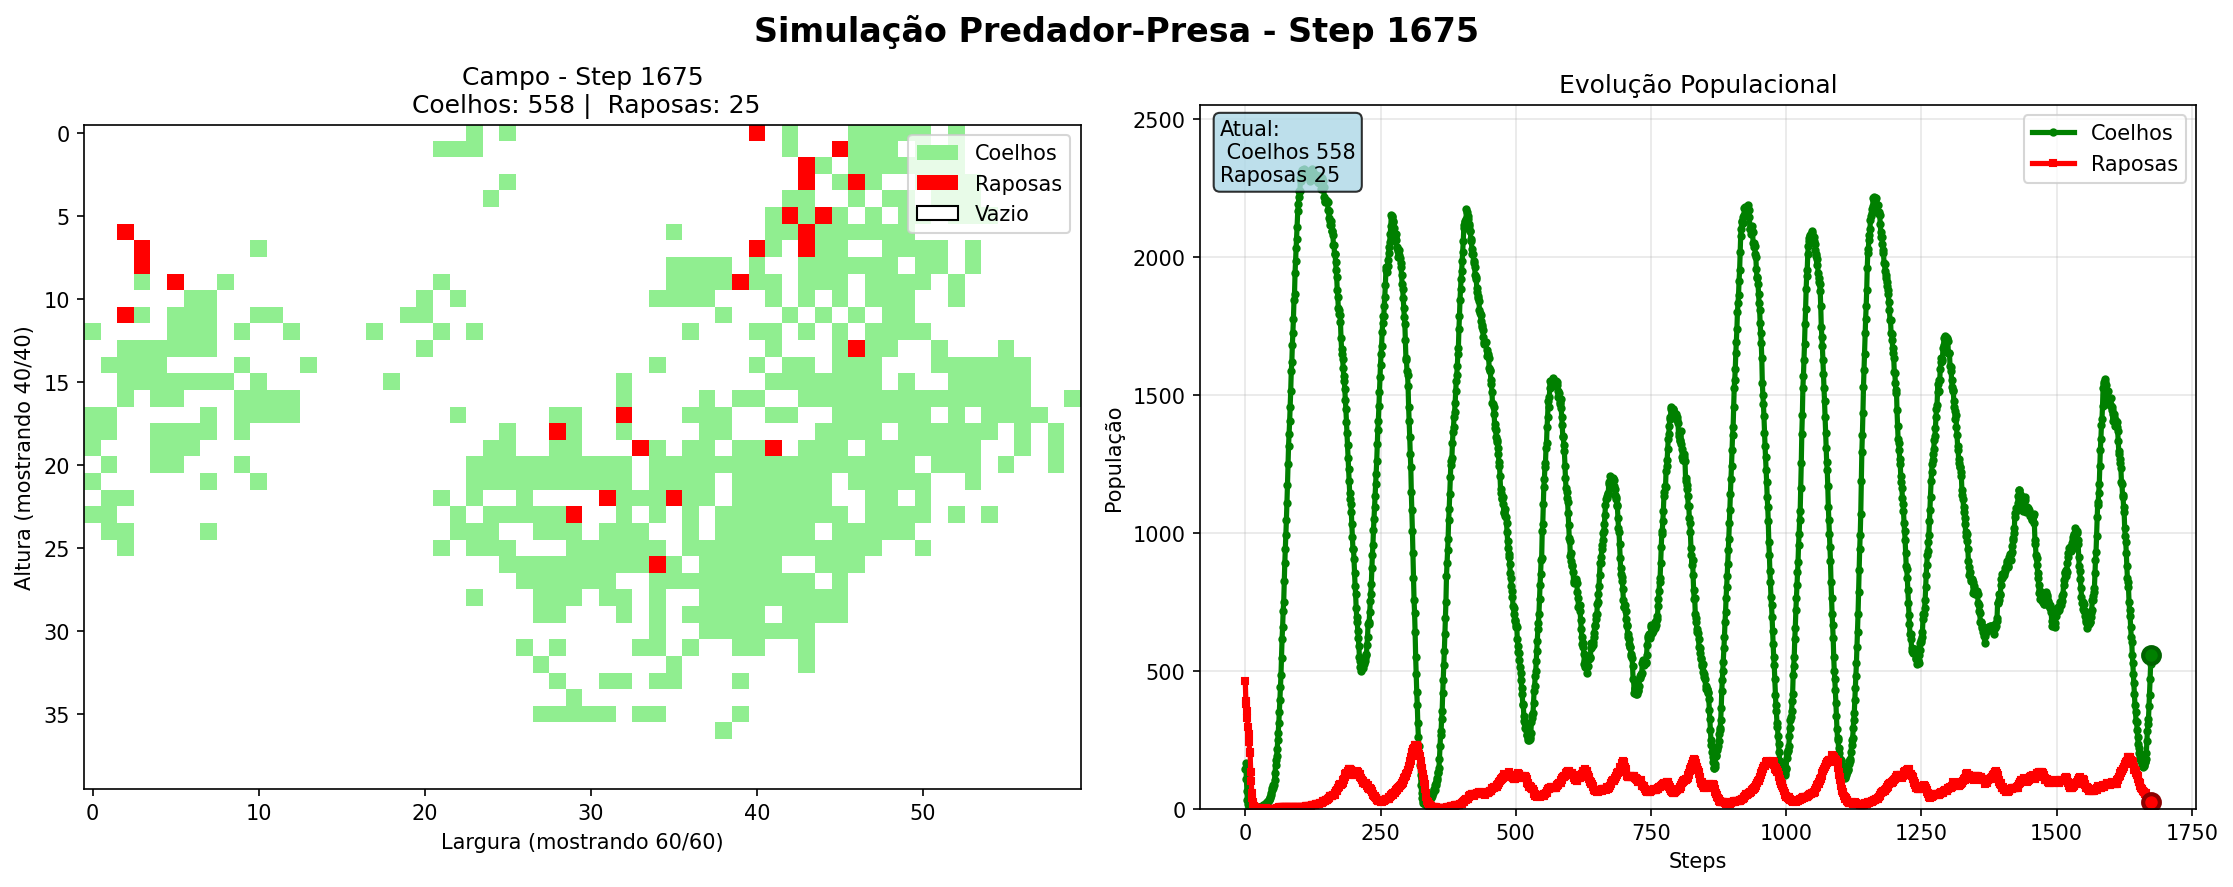 Simulação Predador-Presa - Step 1675
Campo - Step 1675
Coelhos: 558 |  Raposas: 25
Coelhos
Raposas
Vazio
0
5
10
15
20
25
30
35
Altura (mostrando 40/40)
0
10
20
30
40
50
Largura (mostrando 60/60)
Evolução Populacional
Atual:
Coelhos 558
Raposas 25
Coelhos
Raposas
2500
2000
1500
1000
500
0
População
0
250
500
750
1000
1250
1500
1750
Steps